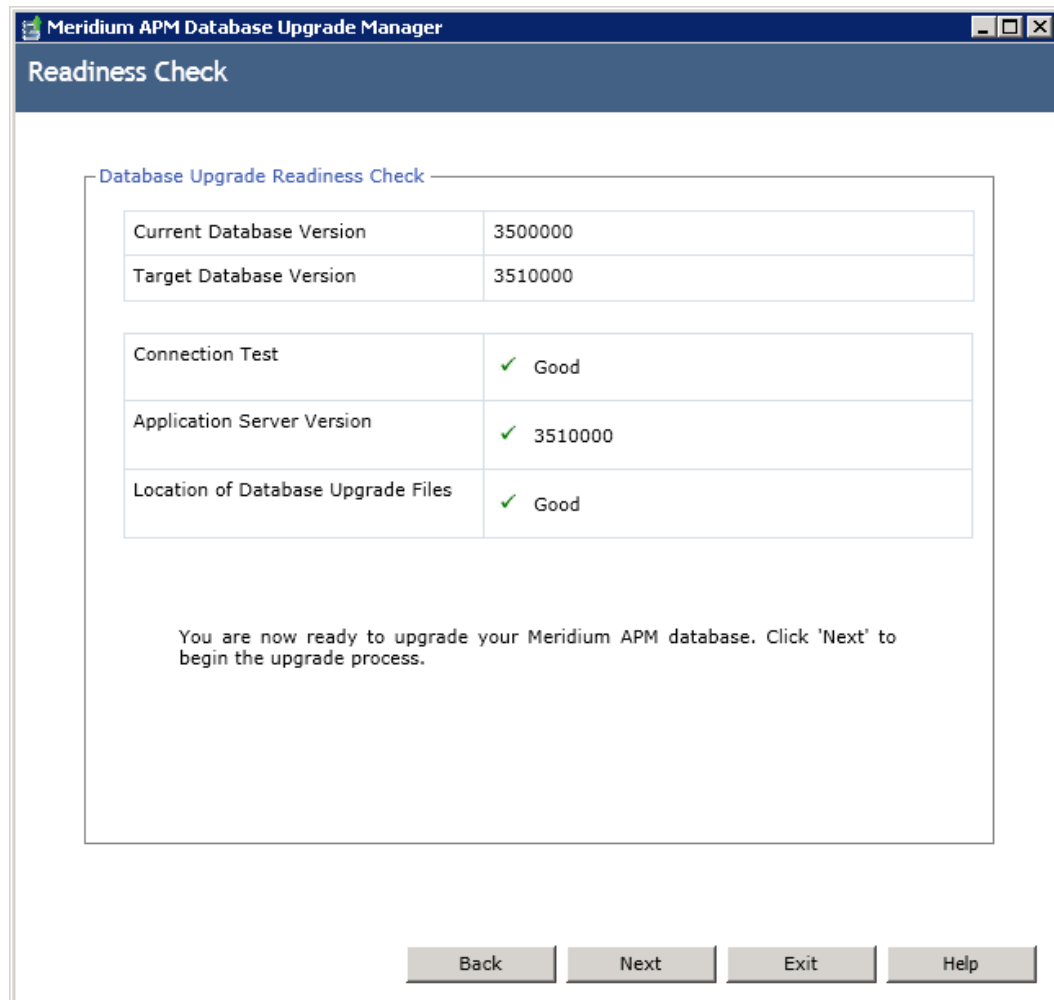 Meridium APM Database Upgrade Manager
Readiness Check
Database Upgrade Readiness Check
Current Database Version 3500000
Target Database Version 3510000
Connection Test Good
Application Server Version 3510000
Location of Database Upgrade Files Good
You are now ready to upgrade your Meridium APM database. Click 'Next' to
begin the upgrade process.
Back Next Exit Help